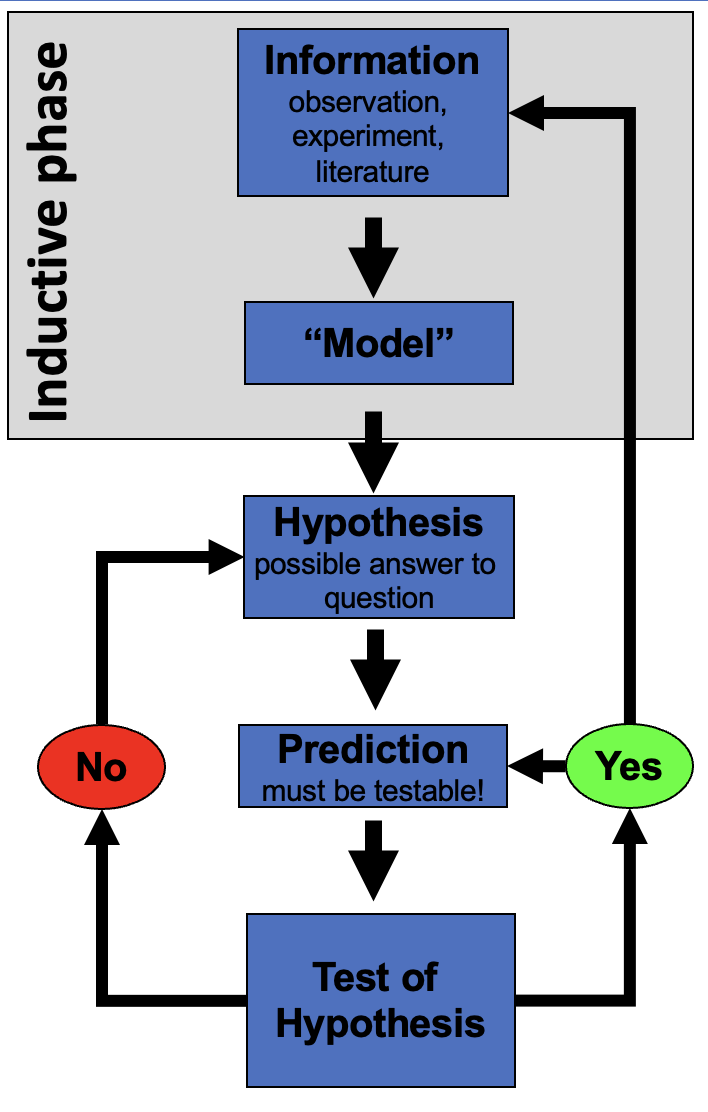 Inductive phase
Information
observation,
experiment,
literature
“Model”
Hypothesis
possible answer to
question
No
Prediction
must be testable!
Yes
Test of
Hypothesis